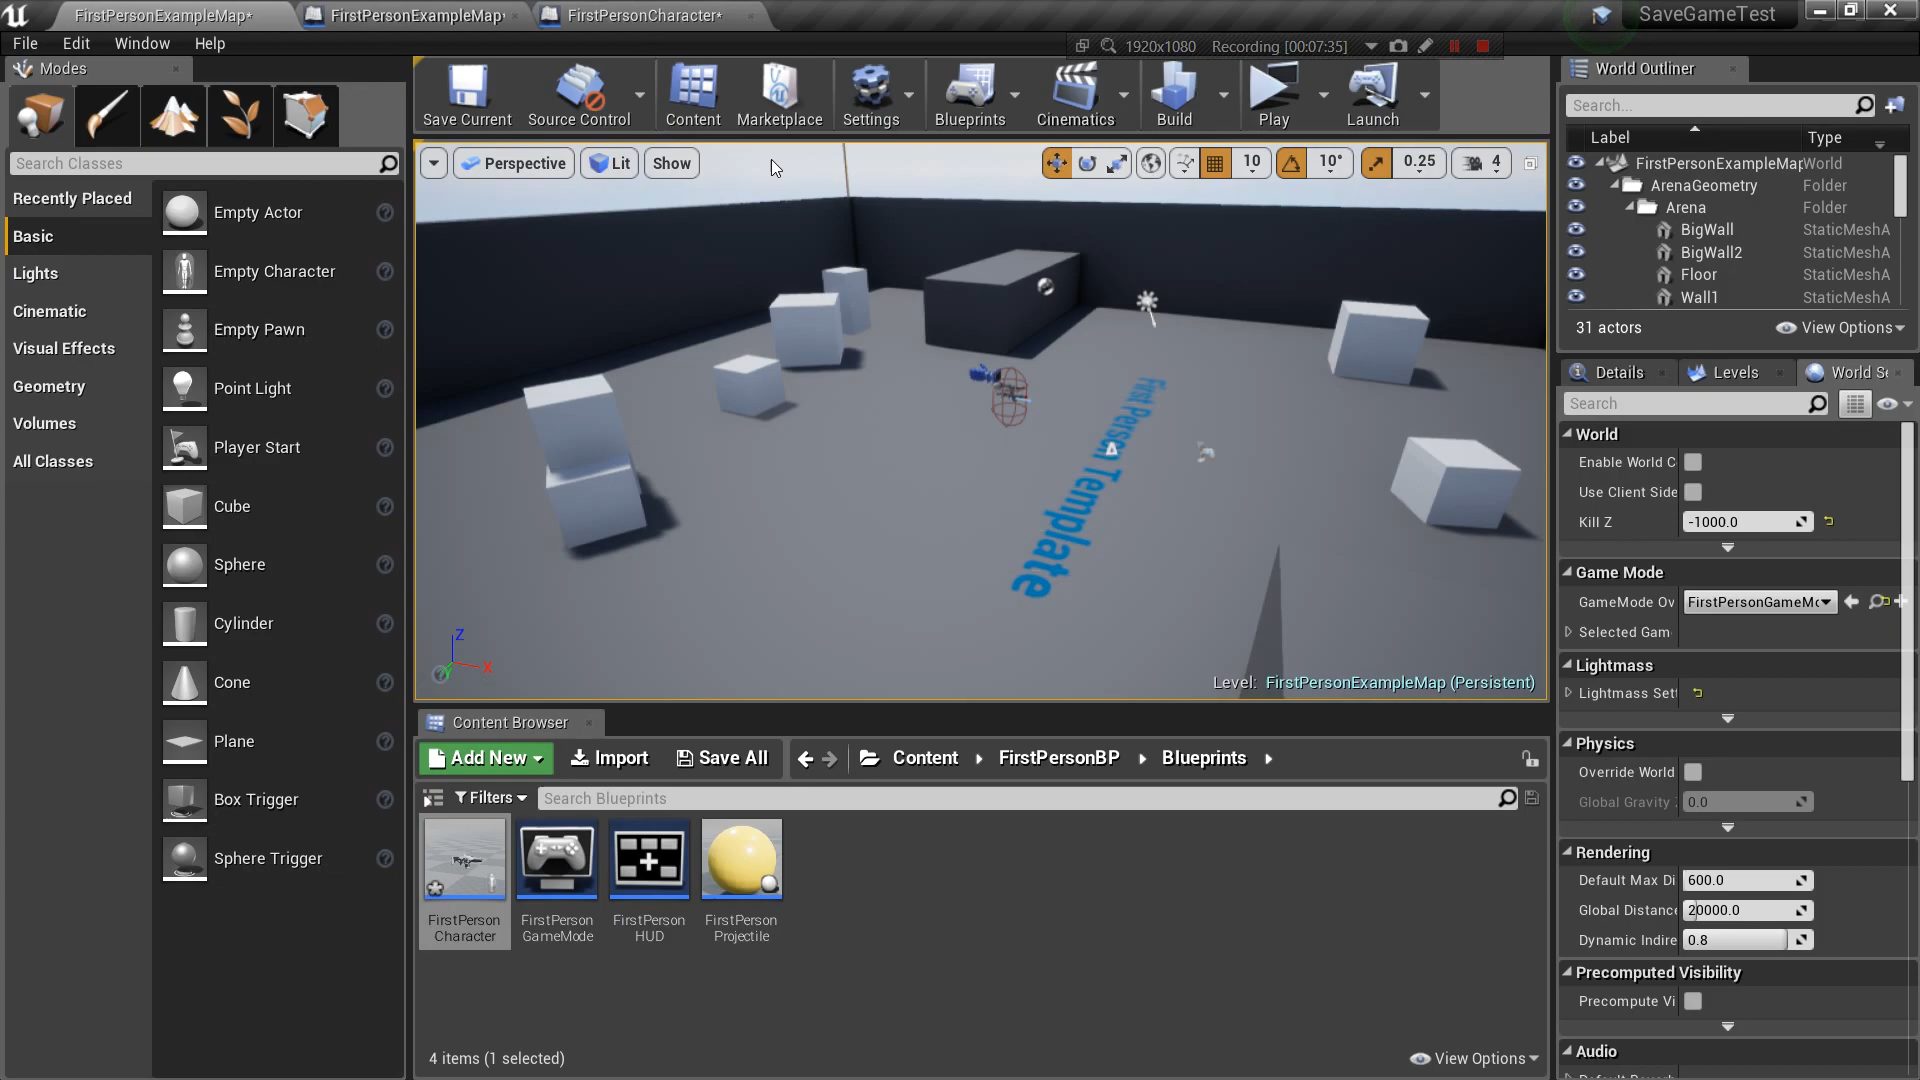 FirstPersonExampleMap*
FirstPersonExampleMap
FirstPersonCharacter*
SaveGameTest
File Edit Window Help
1920x1080 Recording [00:07:35]
Modes
Search Classes
Recently Placed
Basic
Lights
Cinematic
Visual Effects
Geometry
Volumes
All Classes
Empty Actor
Empty Character
Empty Pawn
Point Light
Player Start
Cube
Sphere
Cylinder
Cone
Plane
Box Trigger
Sphere Trigger
Save Current Source Control Content Marketplace Settings Blueprints Cinematics Build Play Launch
Perspective Lit Show
10 10° 0.25 4
First Person Template
Z
X
Y
Level: FirstPersonExampleMap (Persistent)
Content Browser
Add New Import Save All Content FirstPersonBP Blueprints
Filters Search Blueprints
FirstPerson
Character
FirstPerson
GameMode
FirstPerson
HUD
FirstPerson
Projectile
4 items (1 selected)
View Options
World Outliner
Search...
Label Type
FirstPersonExampleMap World
ArenaGeometry Folder
Arena Folder
BigWall StaticMeshA
BigWall2 StaticMeshA
Floor StaticMeshA
Wall1 StaticMeshA
31 actors View Options
Details Levels World Se
Search
World
Enable World C
Use Client Side
Kill Z -1000.0
Game Mode
GameMode Ov FirstPersonGameMo
Selected Gam
Lightmass
Lightmass Sett
Physics
Override World
Global Gravity 0.0
Rendering
Default Max Di 600.0
Global Distance 20000.0
Dynamic Indire 0.8
Precomputed Visibility
Precompute Vi
Audio